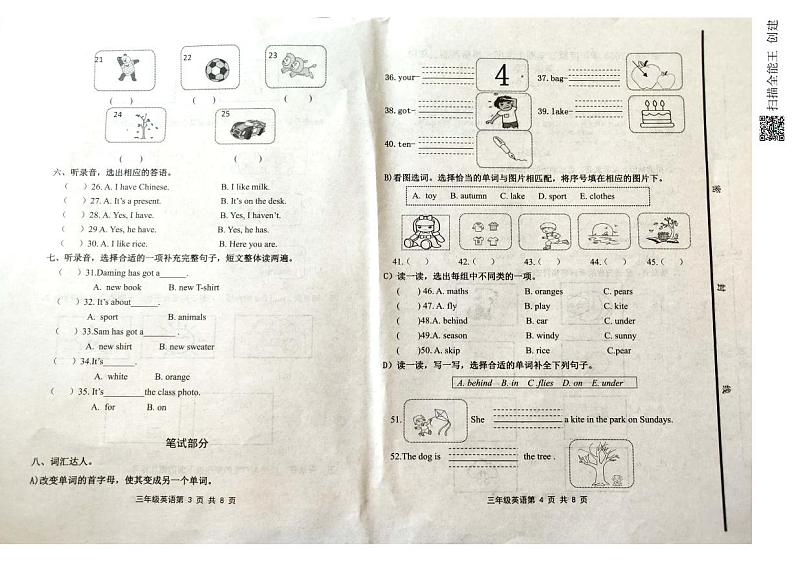 21
22
23
( )
( )
( )
24
25
( )
( )
六、听录音，选出相应的答语。
( )26. A. I have Chinese. B. I like milk.
( )27. A. It's a present. B. It's on the desk.
( )28. A. Yes, I have. B. Yes, I haven't.
( )29 A. Yes, he have. B. Yes, he has.
( )30. A. I like rice. B. Here you are.
七、听录音，选择合适的一项补充完整句子，短文整体读两遍。
( )31.Daming has got a______.
A. new book B. new T-shirt
( )32. It's about______.
A. sport B. animals
( )33.Sam has got a_______.
A. new shirt B. new sweater
( )34.It's_______.
A. white B. orange
( )35. It's________the class photo.
A. for B. on
笔试部分
八、词汇达人。
A)改变单词的首字母，使其变成另一个单词。
三年级英语第 3 页 共 8 页
36. your-
4
37. bag-
38. got-
39. lake-
40. ten-
B)看图选词。选择恰当的单词与图片相匹配，将序号填在相应的图片下。
A. toy B. autumn C. lake D. sport E. clothes
41. ( ) 42. ( ) 43. ( ) 44. ( ) 45. ( )
C) 读一读，选出每组中不同类的一项。
( ) 46. A. maths B. oranges C. pears
( ) 47. A. fly B. play C. kite
( )48.A. behind B. car C. under
( )49.A. season B. windy C. sunny
( )50. A. skip B. rice C.pear
D) 读一读，写一写，选择合适的单词补全下列句子。
A. behind B. in C .flies D. on E. under
51. She a kite in the park on Sundays.
52.The dog is the tree .
三年级英语第 4 页 共 8 页
密
封
线
扫描全能王 创建